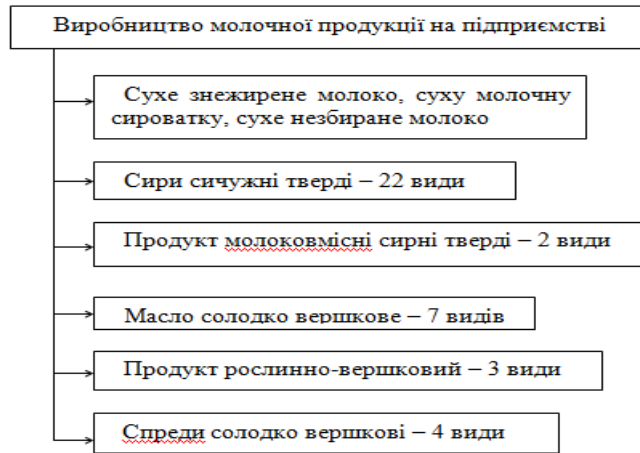 Виробництво молочної продукції на підприємстві
Сухе знежирене молоко, суху молочну
сироватку, сухе незбиране молоко
Сири сичужні тверді – 22 види
Продукт молоковмісні сирні тверді – 2 види
Масло солодко вершкове – 7 видів
Продукт рослинно-вершковий – 3 види
Спреди солодко вершкові – 4 види